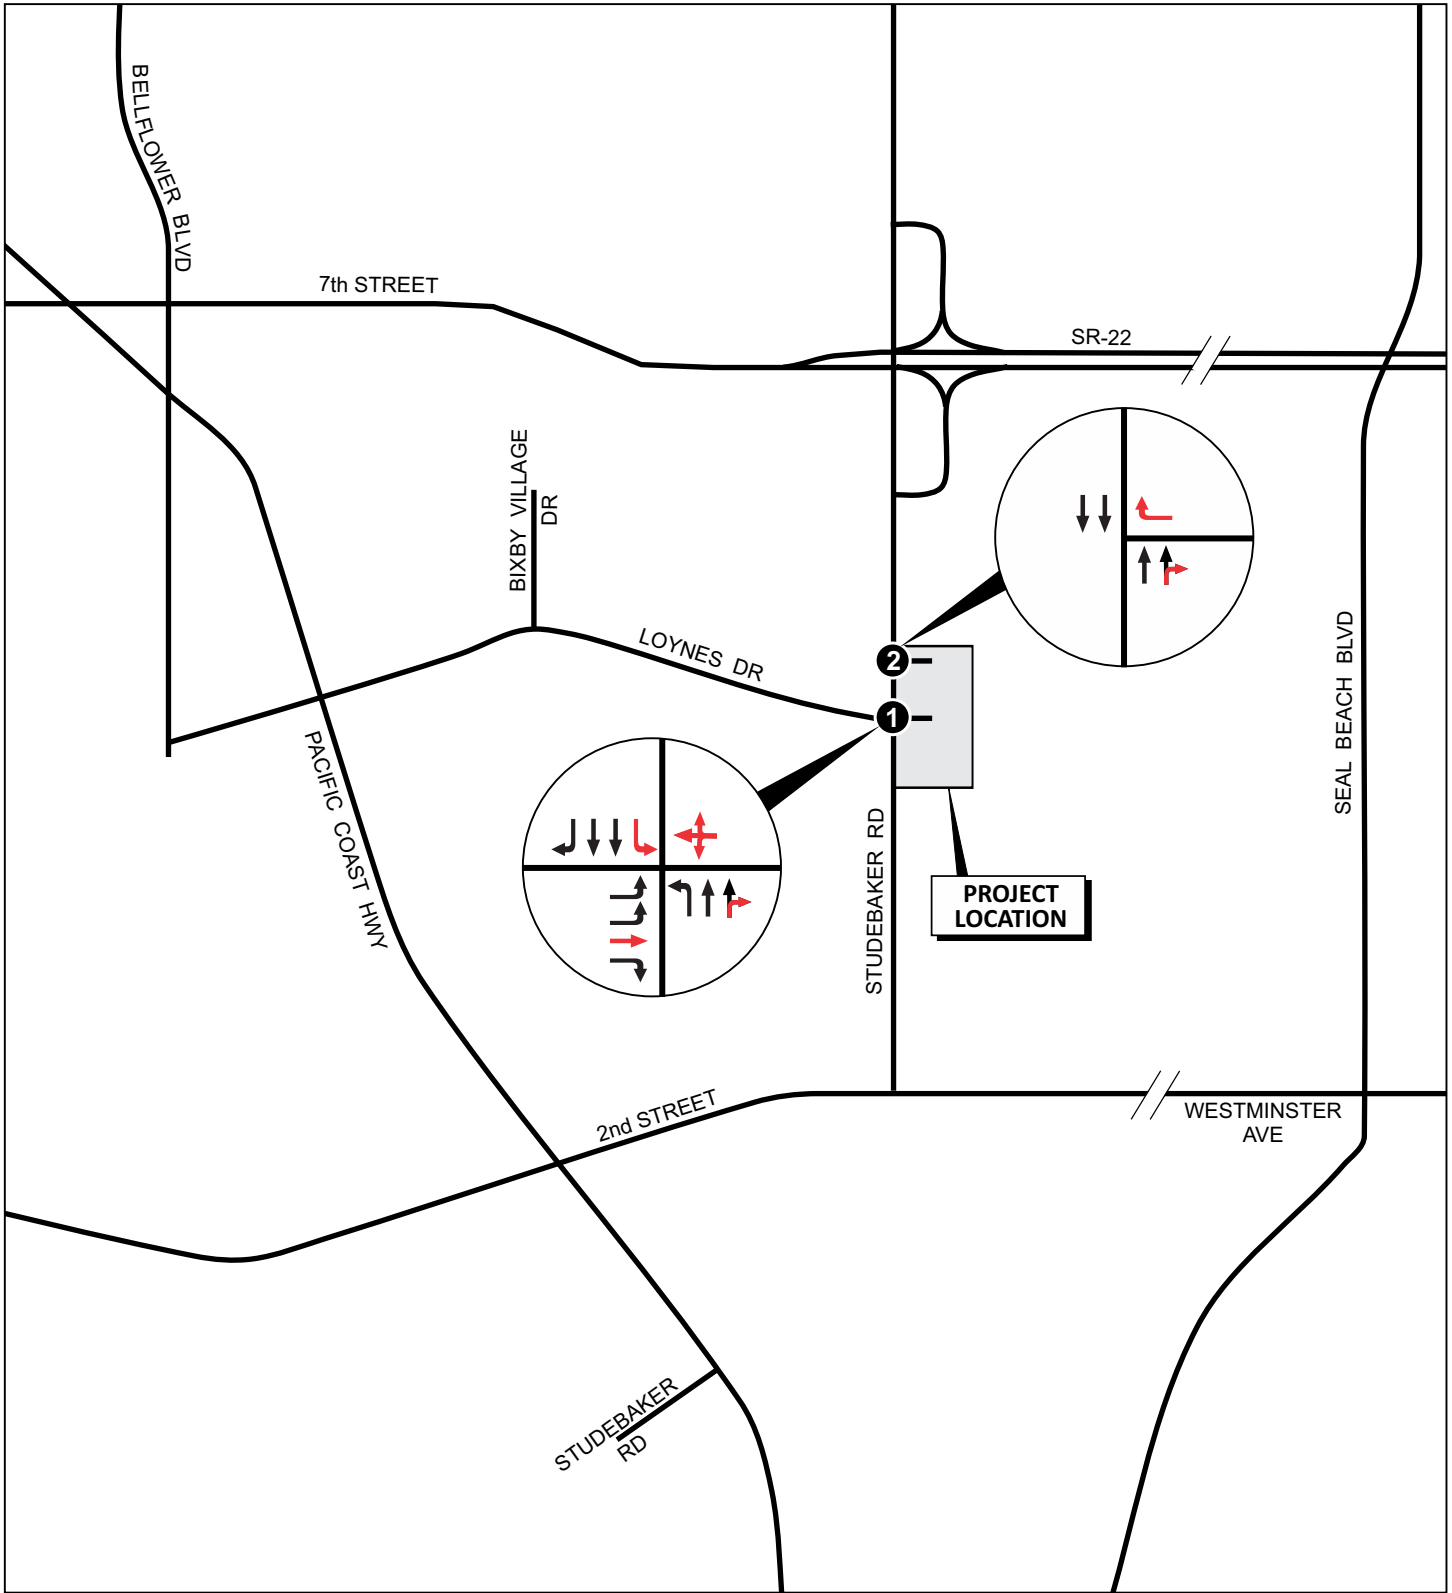 BELLFLOWER BLVD
7th STREET
SR-22
BIXBY VILLAGE
DR
LOYNES DR
2
1
SEAL BEACH BLVD
PACIFIC COAST HWY
STUDEBAKER RD
PROJECT
LOCATION
2nd STREET
WESTMINSTER
AVE
STUDEBAKER
RD